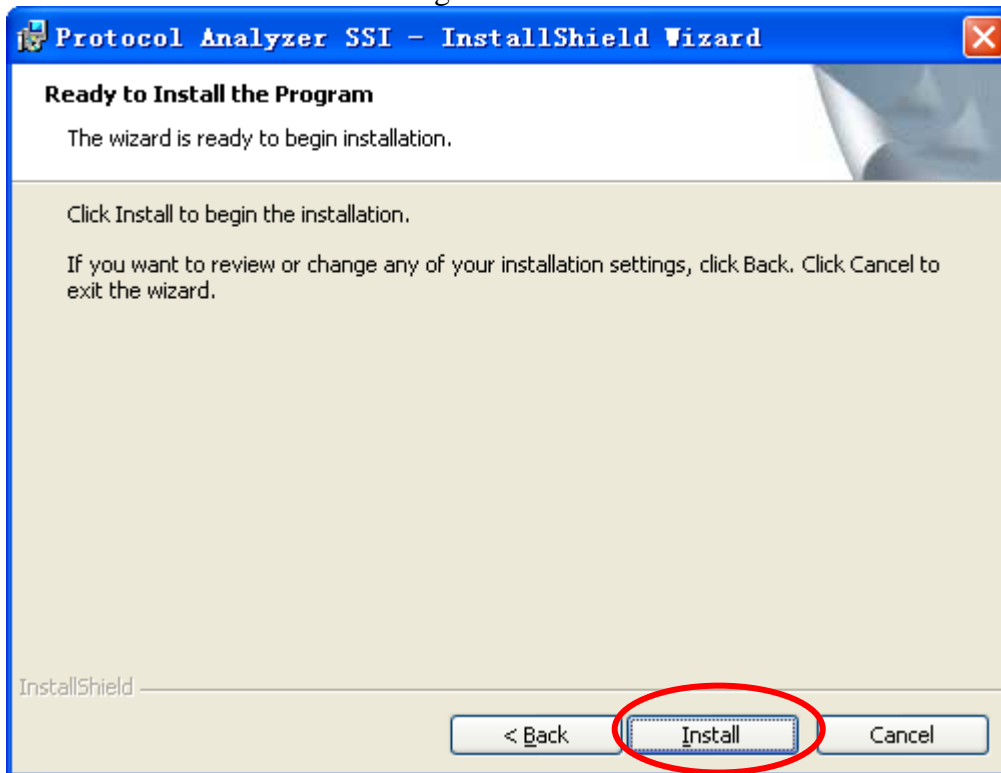 Protocol Analyzer SSI - InstallShield Wizard
Ready to Install the Program
The wizard is ready to begin installation.
Click Install to begin the installation.
If you want to review or change any of your installation settings, click Back. Click Cancel to
exit the wizard.
InstallShield
< Back Install Cancel